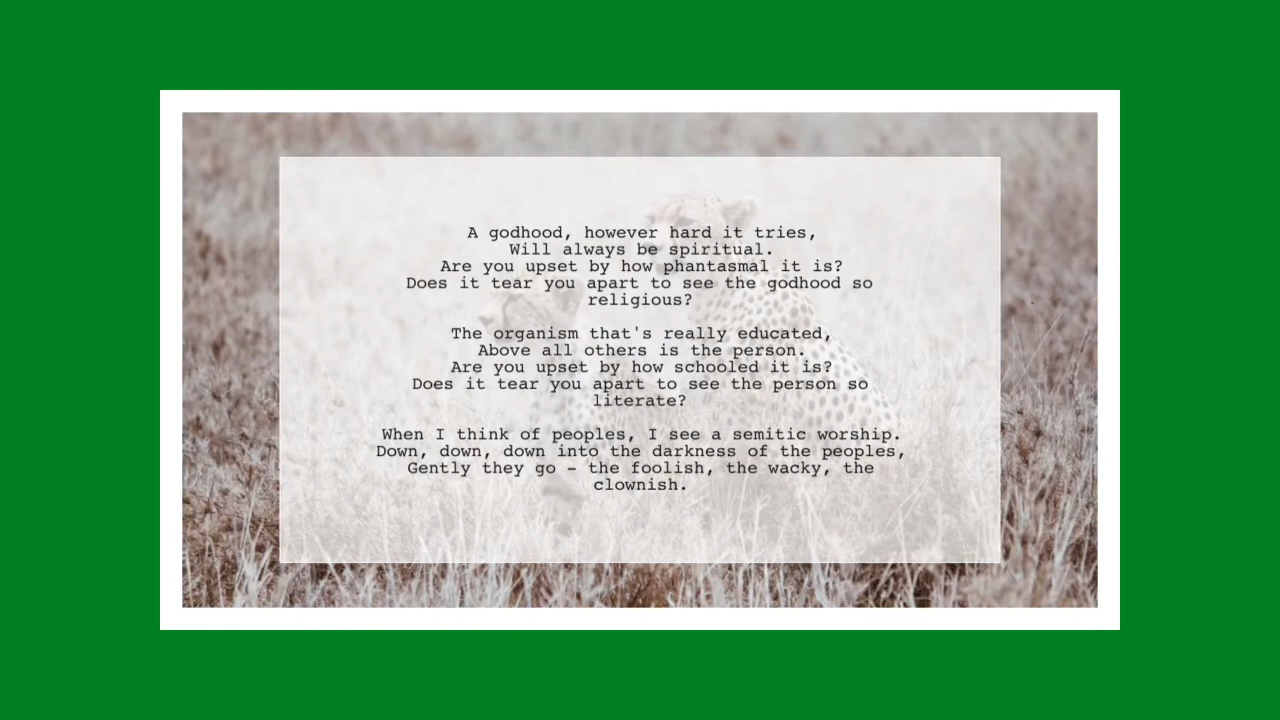 A godhood, however hard it tries,
Will always be spiritual.
Are you upset by how phantasmal it is?
Does it tear you apart to see the godhood so
religious?
The organism that's really educated,
Above all others is the person.
Are you upset by how schooled it is?
Does it tear you apart to see the person so
literate?
When I think of peoples, I see a semitic worship.
Down, down, down into the darkness of the peoples,
Gently they go - the foolish, the wacky, the
clownish.